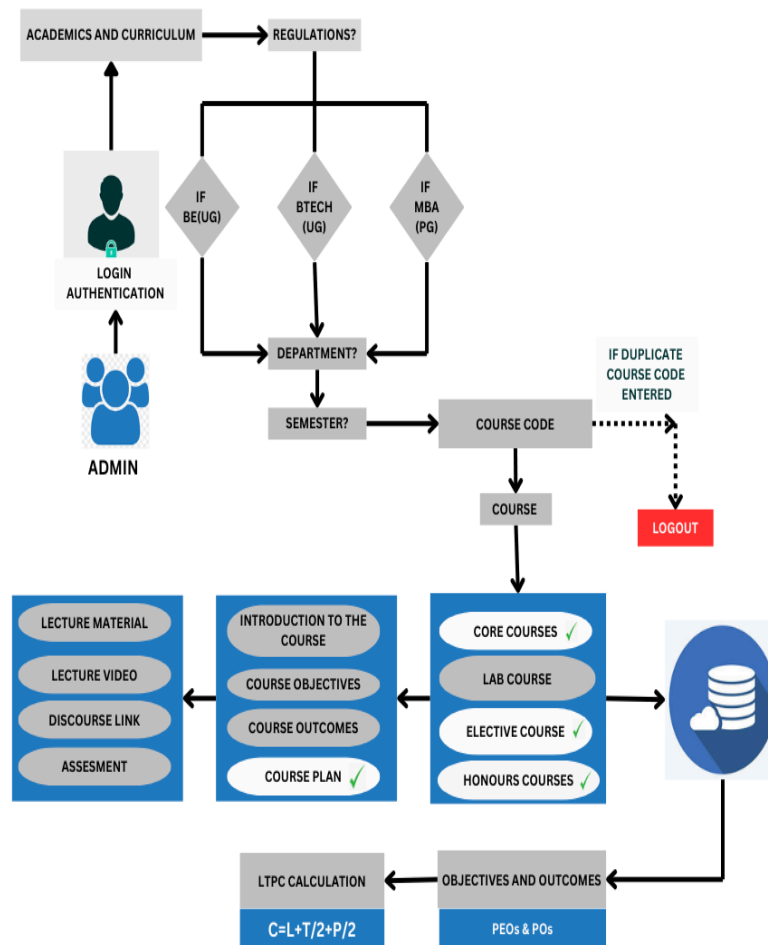 ACADEMICS AND CURRICULUM
REGULATIONS?
IF
BE(UG)
IF
BTECH
(UG)
IF
MBA
(PG)
LOGIN
AUTHENTICATION
ADMIN
DEPARTMENT?
SEMESTER?
COURSE CODE
IF DUPLICATE
COURSE CODE
ENTERED
LOGOUT
COURSE
LECTURE MATERIAL
LECTURE VIDEO
DISCOURSE LINK
ASSESMENT
INTRODUCTION TO THE
COURSE
COURSE OBJECTIVES
COURSE OUTCOMES
COURSE PLAN
CORE COURSES
LAB COURSE
ELECTIVE COURSE
HONOURS COURSES
LTPC CALCULATION
C=L+T/2+P/2
OBJECTIVES AND OUTCOMES
PEOs & POs